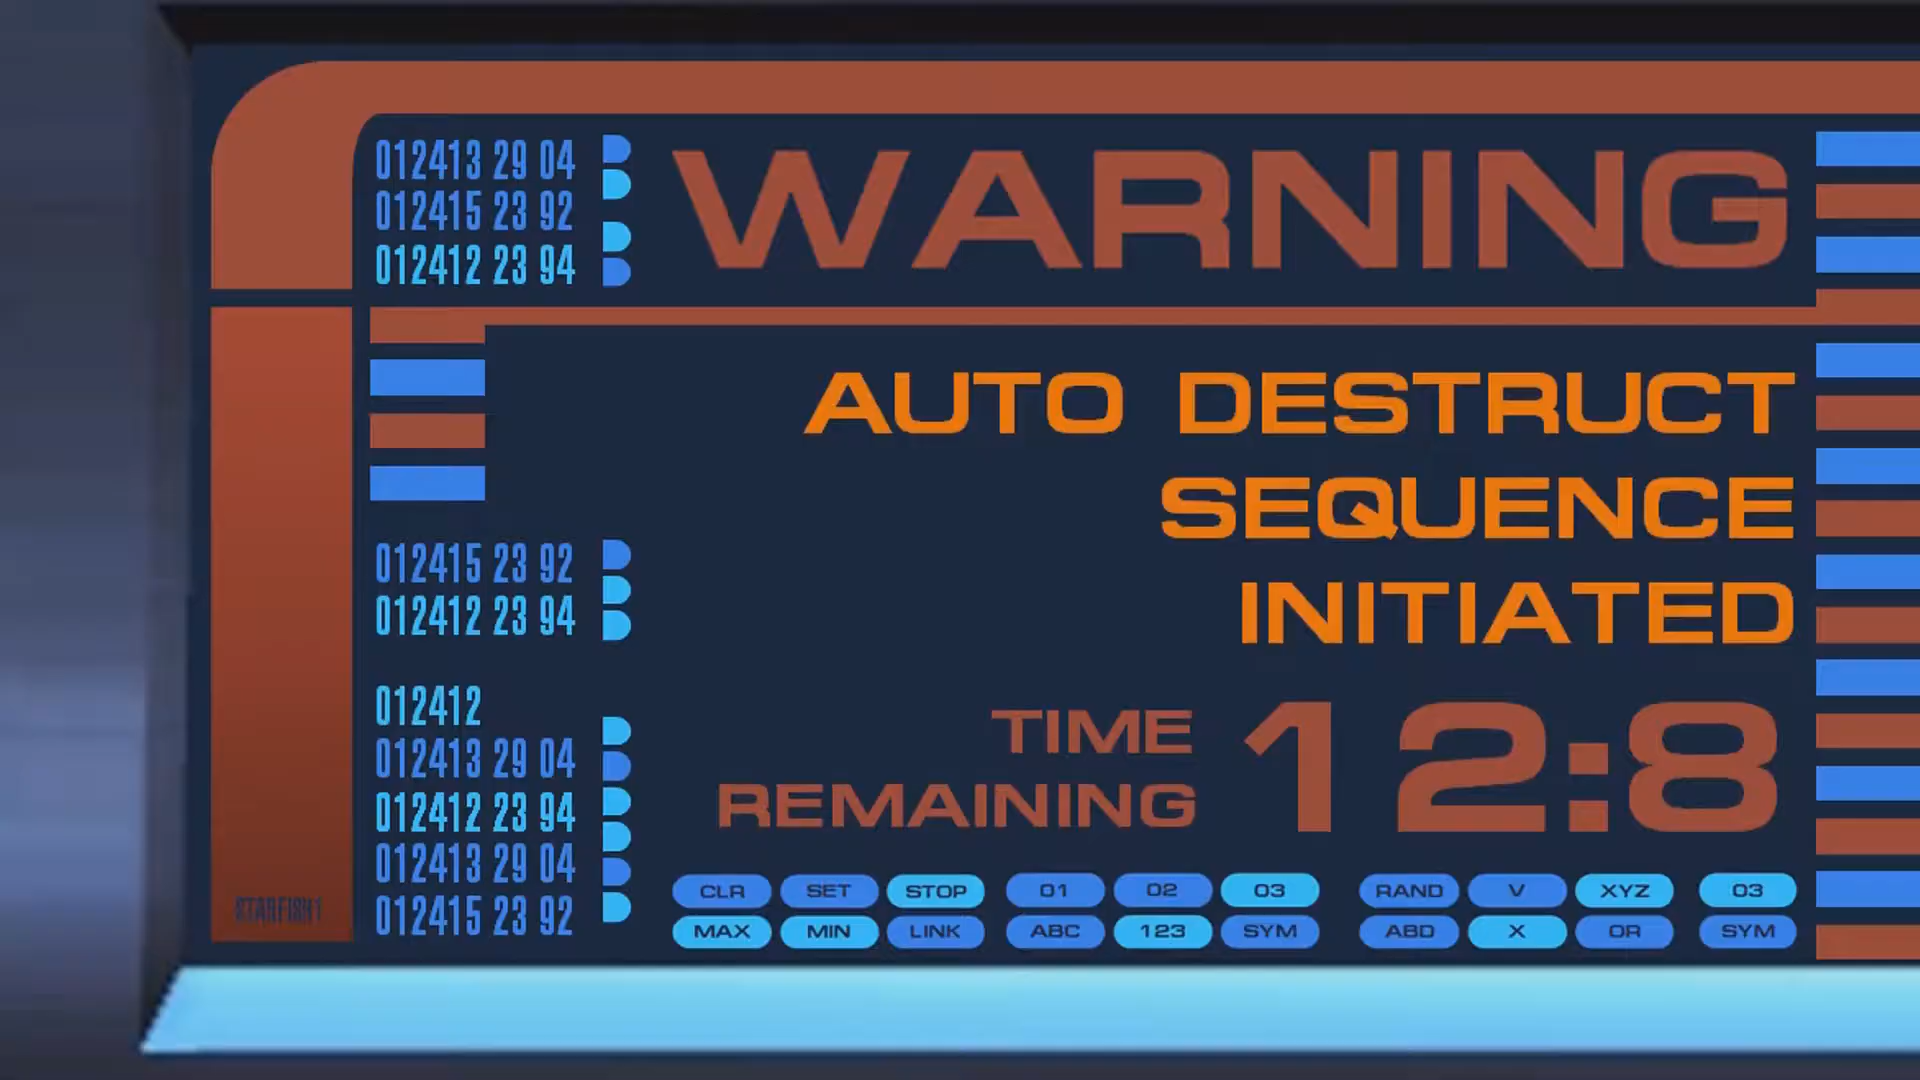 012413 29 04
012415 23 92
012412 23 94
WARNING
AUTO DESTRUCT
SEQUENCE
INITIATED
012415 23 92
012412 23 94
012412
012413 29 04
012412 23 94
012413 29 04
012415 23 92
TIME
REMAINING
12:8
CLR SET STOP 01 02 03 RAND V XYZ 03
MAX MIN LINK ABC 123 SYM ABD X OR SYM
STARFISH1